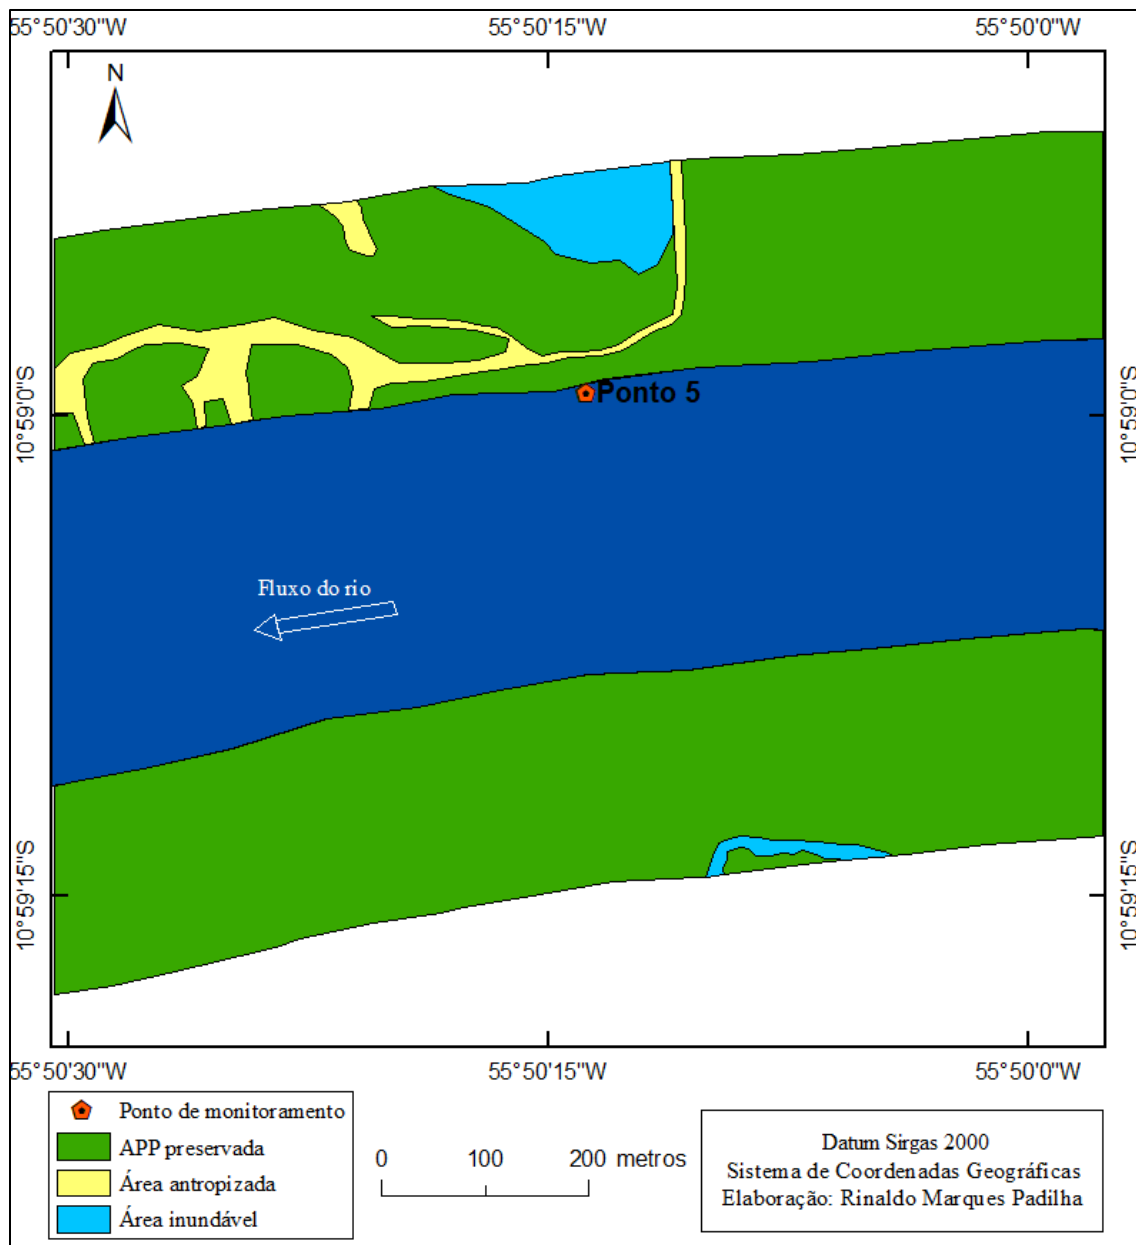 55°50'30"W 55°50'15"W 55°50'0"W
N
10°59'0"S Ponto 5 10°59'0"S
Fluxo do rio
10°59'15"S 10°59'15"S
55°50'30"W 55°50'15"W 55°50'0"W
Ponto de monitoramento
APP preservada
Área antropizada
Área inundável
0 100 200 metros
Datum Sirgas 2000
Sistema de Coordenadas Geográficas
Elaboração: Rinaldo Marques Padilha